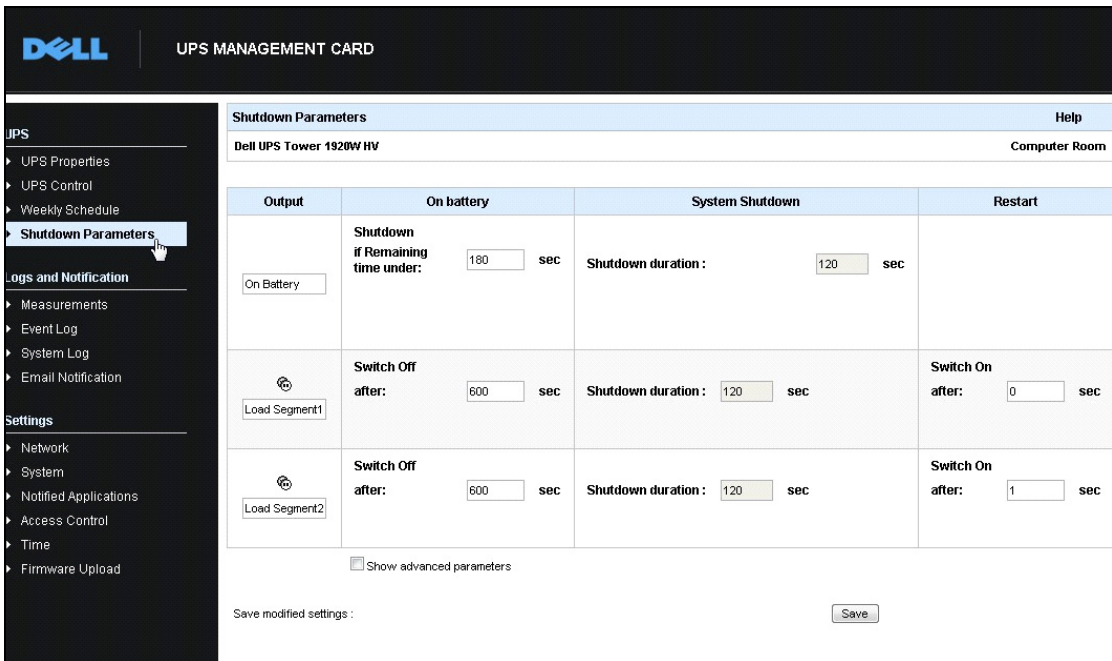 DELL
UPS MANAGEMENT CARD
UPS
UPS Properties
UPS Control
Weekly Schedule
Shutdown Parameters
Logs and Notification
Measurements
Event Log
System Log
Email Notification
Settings
Network
System
Notified Applications
Access Control
Time
Firmware Upload
Shutdown Parameters Help
Dell UPS Tower 1920W HV Computer Room
Output On battery System Shutdown Restart
On Battery
Shutdown
if Remaining
time under: 180 sec
Shutdown duration : 120 sec
Load Segment1
Switch Off
after: 600 sec
Shutdown duration : 120 sec
Switch On
after: 0 sec
Load Segment2
Switch Off
after: 600 sec
Shutdown duration : 120 sec
Switch On
after: 1 sec
Show advanced parameters
Save modified settings : Save